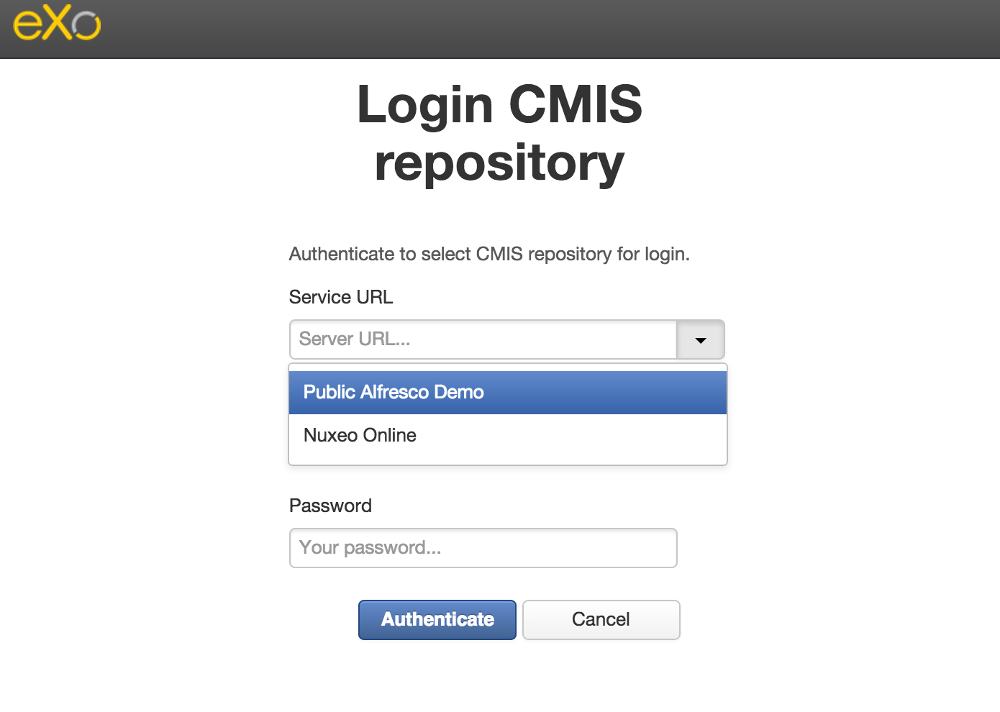 eXo
Login CMIS
repository
Authenticate to select CMIS repository for login.
Service URL
Server URL...
Public Alfresco Demo
Nuxeo Online
Password
Your password...
Authenticate
Cancel